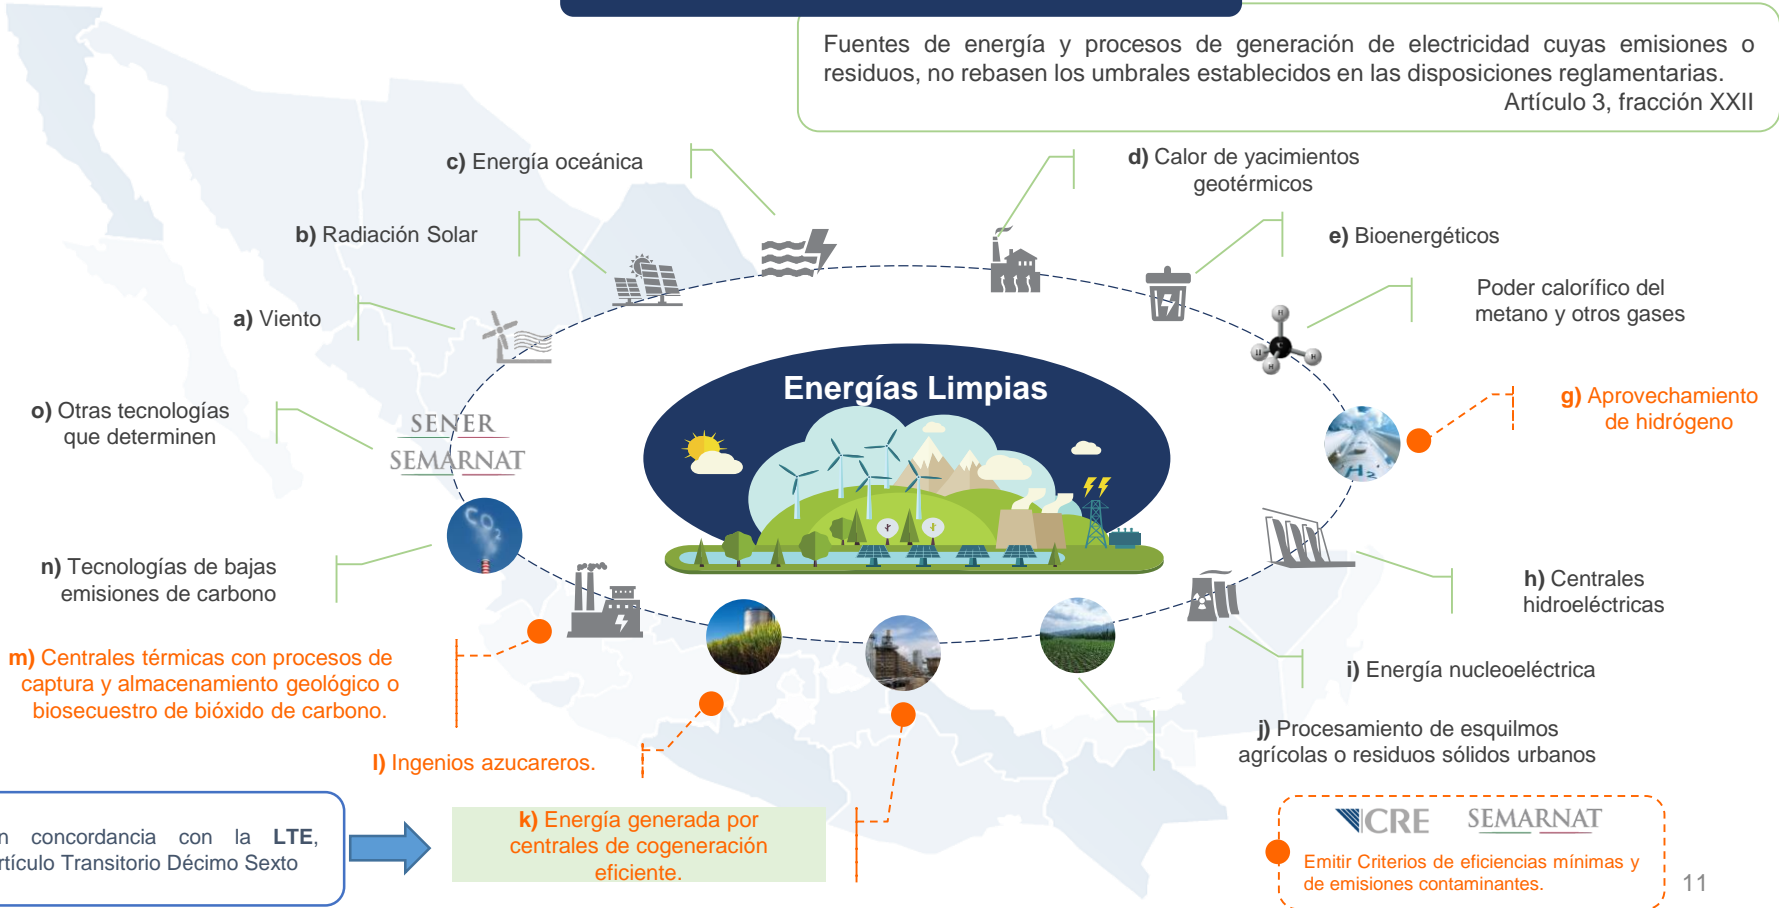 Fuentes de energía y procesos de generación de electricidad cuyas emisiones o
residuos, no rebasen los umbrales establecidos en las disposiciones reglamentarias.
Artículo 3, fracción XXII
c) Energía oceánica
d) Calor de yacimientos
geotérmicos
b) Radiación Solar
e) Bioenergéticos
a) Viento
Poder calorífico del
metano y otros gases
H
C
H
H
H
Energías Limpias
o) Otras tecnologías
que determinen
SENER
SEMARNAT
g) Aprovechamiento
de hidrógeno
H2
CO2
n) Tecnologías de bajas
emisiones de carbono
h) Centrales
hidroeléctricas
m) Centrales térmicas con procesos de
captura y almacenamiento geológico o
biosecuestro de bióxido de carbono.
i) Energía nucleoeléctrica
j) Procesamiento de esquilmos
agrícolas o residuos sólidos urbanos
l) Ingenios azucareros.
k) Energía generada por
centrales de cogeneración
eficiente.
n concordancia con la LTE,
rtículo Transitorio Décimo Sexto
CRE SEMARNAT
Emitir Criterios de eficiencias mínimas y
de emisiones contaminantes.
11